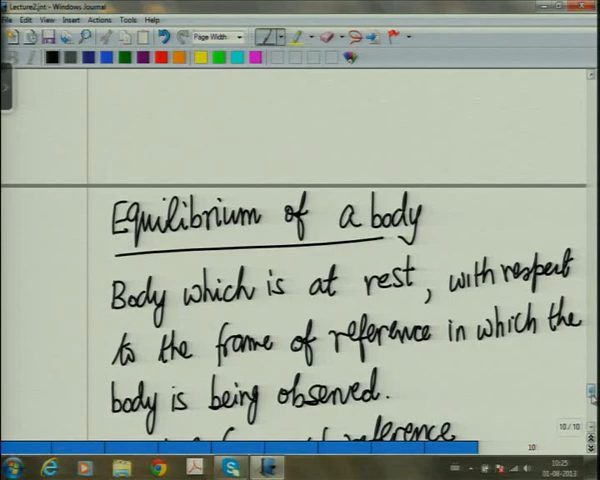 Lecture2.jnt - Windows Journal
File Edit View Insert Actions Tools Help
Page Width
Equilibrium of a body
Body which is at rest, with respect
to the frame of reference in which the
body is being observed.
reference
10 / 10
10
10:25
01-08-2013